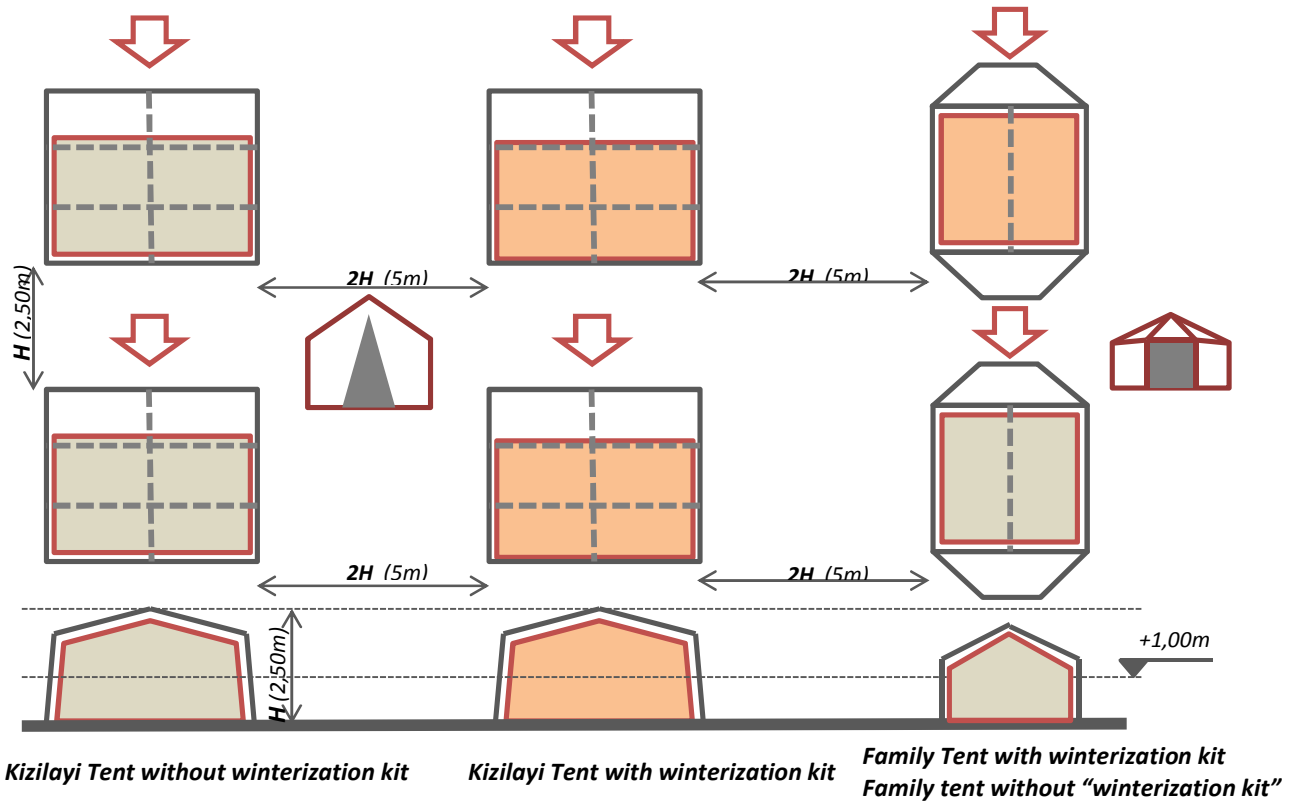 2H (5m)
2H (5m)
H (2,50m)
2H (5m)
2H (5m)
H (2,50m)
+1,00m
Kizilayi Tent without winterization kit
Kizilayi Tent with winterization kit
Family Tent with winterization kit
Family tent without “winterization kit”